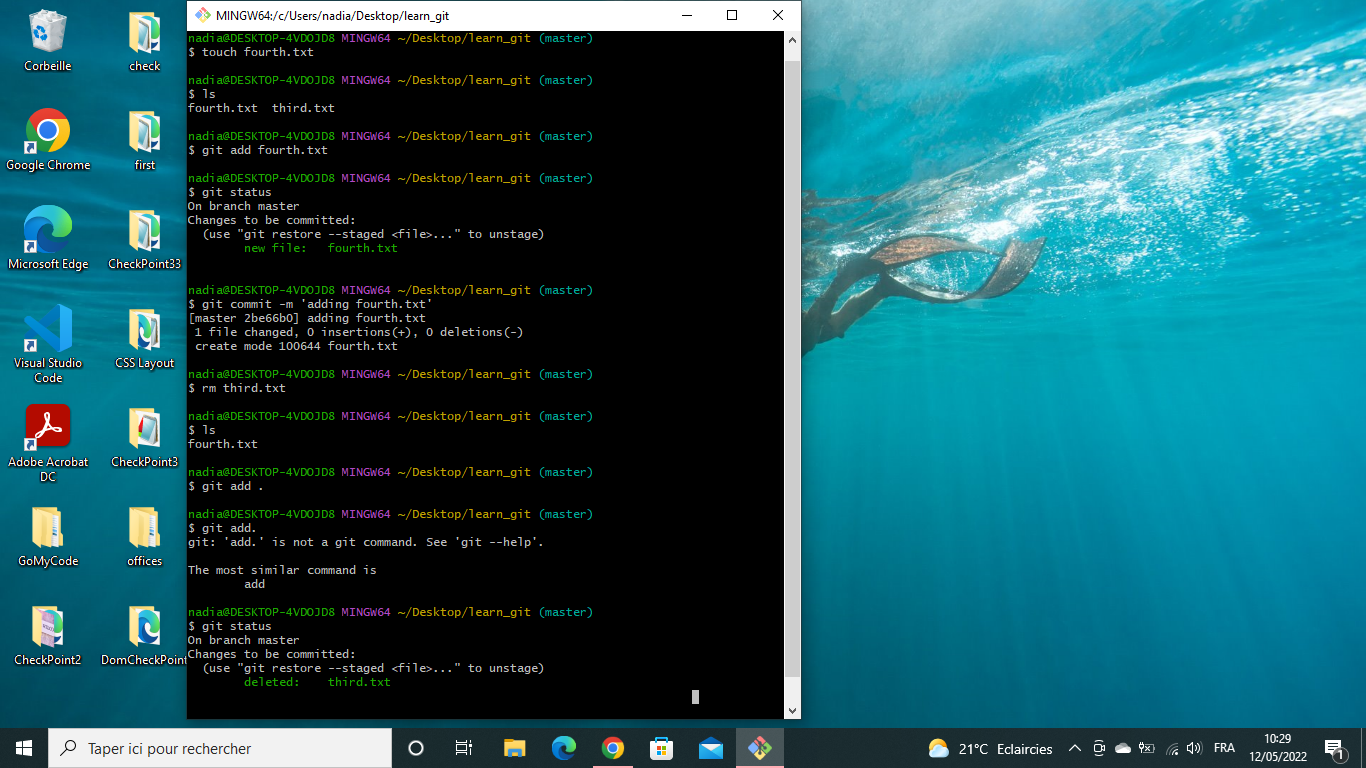 Corbeille
check
Google Chrome
first
Microsoft Edge
CheckPoint33
Visual Studio
Code
CSS Layout
Adobe Acrobat
DC
CheckPoint3
GoMyCode
offices
CheckPoint2
DomCheckPoint
MINGW64:/c/Users/nadia/Desktop/learn_git
nadia@DESKTOP-4VDOJD8 MINGW64 ~/Desktop/learn_git (master)
$ touch fourth.txt
nadia@DESKTOP-4VDOJD8 MINGW64 ~/Desktop/learn_git (master)
$ ls
fourth.txt  third.txt
nadia@DESKTOP-4VDOJD8 MINGW64 ~/Desktop/learn_git (master)
$ git add fourth.txt
nadia@DESKTOP-4VDOJD8 MINGW64 ~/Desktop/learn_git (master)
$ git status
On branch master
Changes to be committed:
  (use "git restore --staged <file>..." to unstage)
        new file:   fourth.txt
nadia@DESKTOP-4VDOJD8 MINGW64 ~/Desktop/learn_git (master)
$ git commit -m 'adding fourth.txt'
[master 2be66b0] adding fourth.txt
 1 file changed, 0 insertions(+), 0 deletions(-)
 create mode 100644 fourth.txt
nadia@DESKTOP-4VDOJD8 MINGW64 ~/Desktop/learn_git (master)
$ rm third.txt
nadia@DESKTOP-4VDOJD8 MINGW64 ~/Desktop/learn_git (master)
$ ls
fourth.txt
nadia@DESKTOP-4VDOJD8 MINGW64 ~/Desktop/learn_git (master)
$ git add .
nadia@DESKTOP-4VDOJD8 MINGW64 ~/Desktop/learn_git (master)
$ git add.
git: 'add.' is not a git command. See 'git --help'.
The most similar command is
        add
nadia@DESKTOP-4VDOJD8 MINGW64 ~/Desktop/learn_git (master)
$ git status
On branch master
Changes to be committed:
  (use "git restore --staged <file>..." to unstage)
        deleted:    third.txt
Taper ici pour rechercher
21°C Eclaircies
FRA
10:29
12/05/2022
1